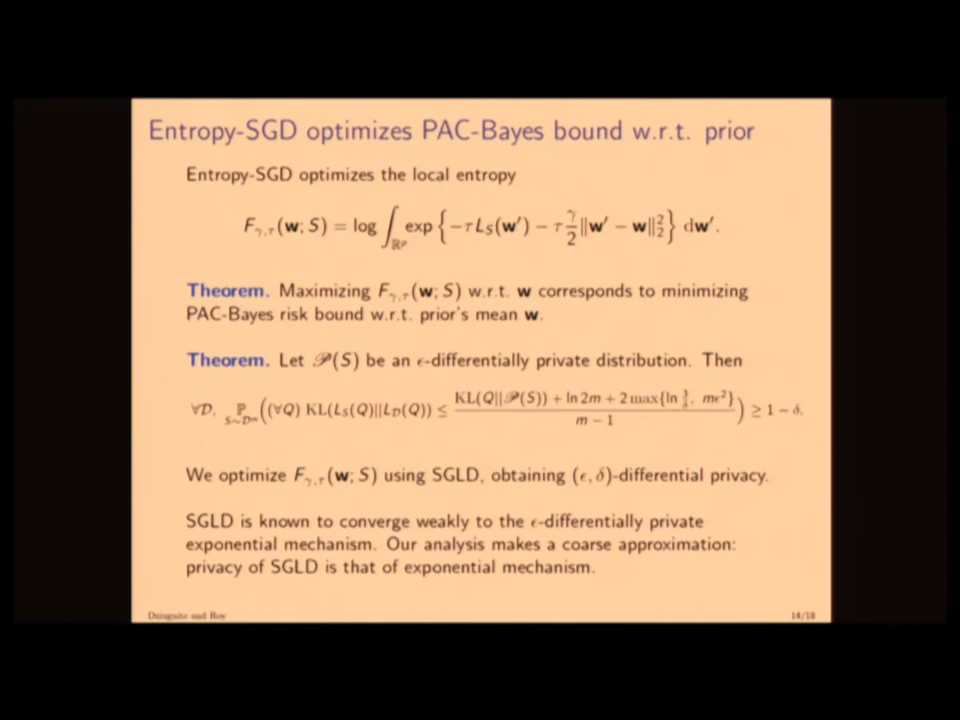 Entropy-SGD optimizes PAC-Bayes bound w.r.t. prior
Entropy-SGD optimizes the local entropy
F_{γ,τ}(w; S) = log ∫_{ℝ^p} exp { −τL_S(w′) − τ γ/2 ‖w′ − w‖²₂ } dw′.
Theorem. Maximizing F_{γ,τ}(w; S) w.r.t. w corresponds to minimizing
PAC-Bayes risk bound w.r.t. prior's mean w.
Theorem. Let 𝒫(S) be an ϵ-differentially private distribution. Then
∀D, ℙ_{S∼D^m} ( (∀Q) KL(L_S(Q)||L_D(Q)) ≤ (KL(Q||𝒫(S)) + ln 2m + 2 max{ln 3/δ, mϵ²}) / (m − 1) ) ≥ 1 − δ.
We optimize F_{γ,τ}(w; S) using SGLD, obtaining (ϵ, δ)-differential privacy.
SGLD is known to converge weakly to the ϵ-differentially private
exponential mechanism. Our analysis makes a coarse approximation:
privacy of SGLD is that of exponential mechanism.
Dziugaite and Roy
14/18